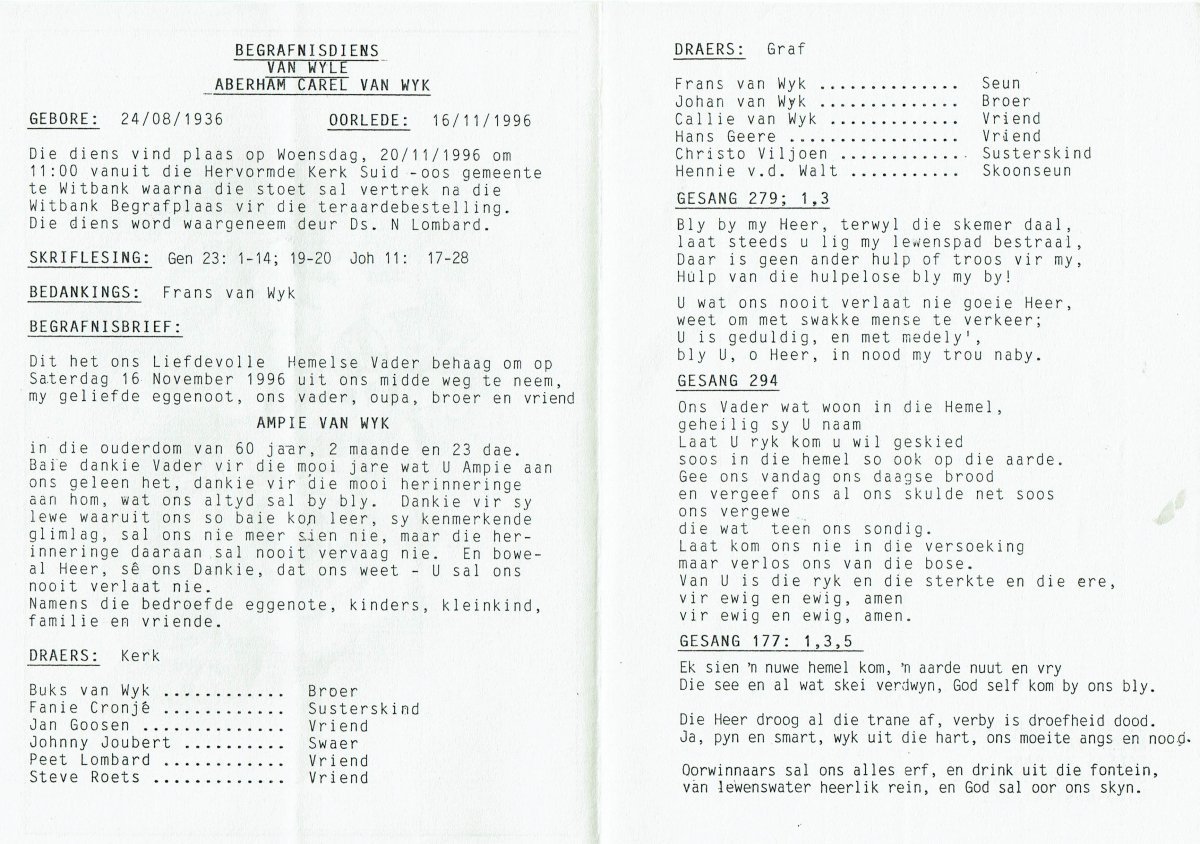 BEGRAFNISDIENS
VAN WYLE
ABERHAM CAREL VAN WYK
GEBORE: 24/08/1936 OORLEDE: 16/11/1996
Die diens vind plaas op Woensdag, 20/11/1996 om
11:00 vanuit die Hervormde Kerk Suid -oos gemeente
te Witbank waarna die stoet sal vertrek na die
Witbank Begrafplaas vir die teraardebestelling.
Die diens word waargeneem deur Ds. N Lombard.
SKRIFLESING: Gen 23: 1-14; 19-20 Joh 11: 17-28
BEDANKINGS: Frans van Wyk
BEGRAFNISBRIEF:
Dit het ons Liefdevolle Hemelse Vader behaag om op
Saterdag 16 November 1996 uit ons midde weg te neem,
my geliefde eggenoot, ons vader, oupa, broer en vriend
AMPIE VAN WYK
in die ouderdom van 60 jaar, 2 maande en 23 dae.
Baie dankie Vader vir die mooi jare wat U Ampie aan
ons geleen het, dankie vir die mooi herinneringe
aan hom, wat ons altyd sal by bly. Dankie vir sy
lewe waaruit ons so baie kon leer, sy kenmerkende
glimlag, sal ons nie meer sien nie, maar die her-
inneringe daaraan sal nooit vervaag nie. En bowe-
al Heer, sê ons Dankie, dat ons weet - U sal ons
nooit verlaat nie.
Namens die bedroefde eggenote, kinders, kleinkind,
familie en vriende.
DRAERS: Kerk
Buks van Wyk ............ Broer
Fanie Cronjê ............ Susterskind
Jan Goosen .............. Vriend
Johnny Joubert .......... Swaer
Peet Lombard ............ Vriend
Steve Roets ............. Vriend
DRAERS: Graf
Frans van Wyk .............. Seun
Johan van Wyk .............. Broer
Callie van Wyk ............. Vriend
Hans Geere ................. Vriend
Christo Viljoen ............ Susterskind
Hennie v.d. Walt ........... Skoonseun
GESANG 279; 1,3
Bly by my Heer, terwyl die skemer daal,
laat steeds u lig my lewenspad bestraal,
Daar is geen ander hulp of troos vir my,
Hulp van die hulpelose bly my by!
U wat ons nooit verlaat nie goeie Heer,
weet om met swakke mense te verkeer;
U is geduldig, en met medely',
bly U, o Heer, in nood my trou naby.
GESANG 294
Ons Vader wat woon in die Hemel,
geheilig sy U naam
Laat U ryk kom u wil geskied
soos in die hemel so ook op die aarde.
Gee ons vandag ons daagse brood
en vergeef ons al ons skulde net soos
ons vergewe
die wat teen ons sondig.
Laat kom ons nie in die versoeking
maar verlos ons van die bose.
Van U is die ryk en die sterkte en die ere,
vir ewig en ewig, amen
vir ewig en ewig, amen.
GESANG 177: 1,3,5
Ek sien 'n nuwe hemel kom, 'n aarde nuut en vry
Die see en al wat skei verdwyn, God self kom by ons bly.
Die Heer droog al die trane af, verby is droefheid dood.
Ja, pyn en smart, wyk uit die hart, ons moeite angs en nood.
Oorwinnaars sal ons alles erf, en drink uit die fontein,
van lewenswater heerlik rein, en God sal oor ons skyn.